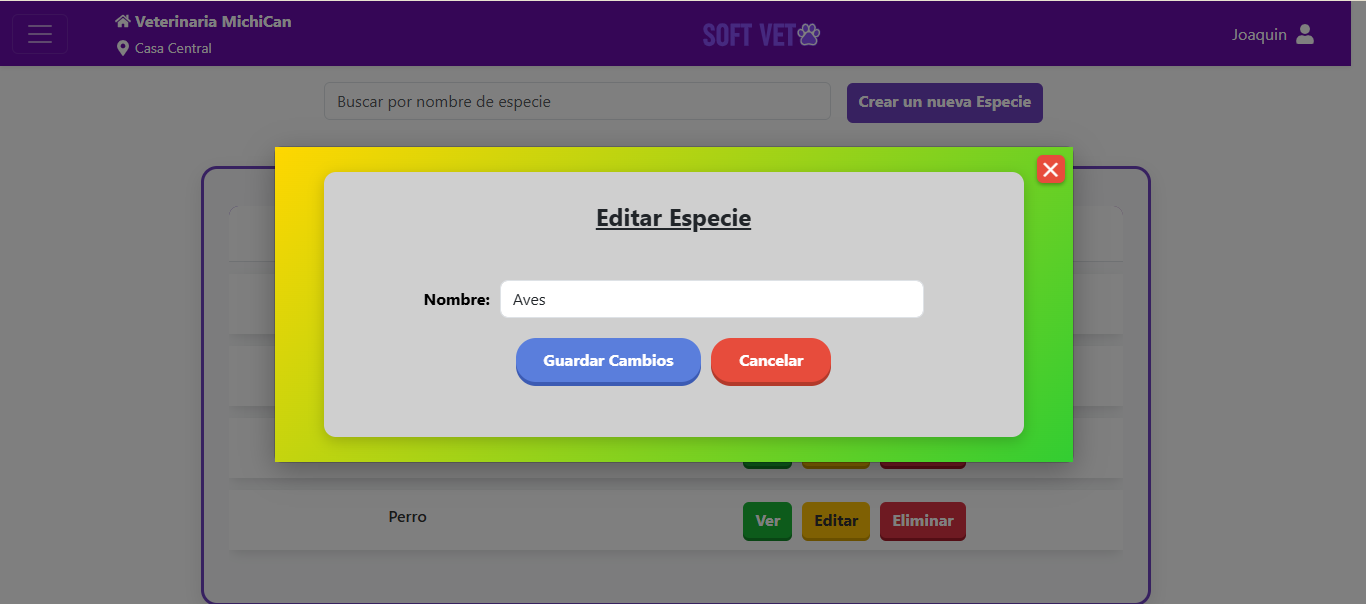 Veterinaria MichiCan
Casa Central
SOFT VET
Joaquin
Buscar por nombre de especie
Crear un nueva Especie
Editar Especie
Nombre: Aves
Guardar Cambios Cancelar
Perro Ver Editar Eliminar